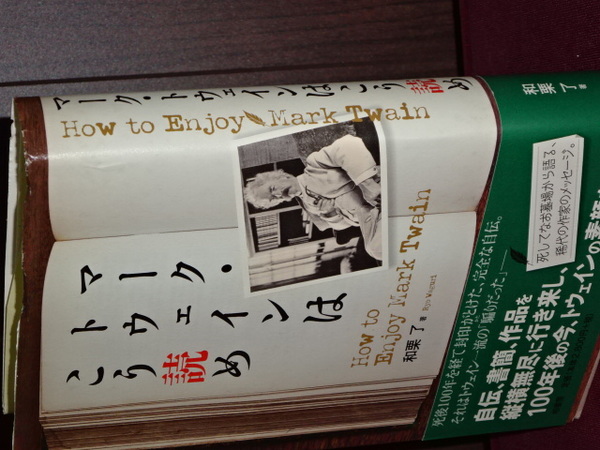 マーク・トウェインはこう読め
How to Enjoy Mark Twain
和栗 了 著
マーク・
トウェインは
こう読め
How to
Enjoy Mark Twain
和栗 了 著 Ryo Waguri
死してなお墓場から語る、
稀代の作家のメッセージ。
死後100年を経て封印がとけた、完全な自伝。
それはトウェイン一流の「騙りだった」──
自伝、書簡、作品を
縦横無尽に行き来し、
100年後の今、トウェインの